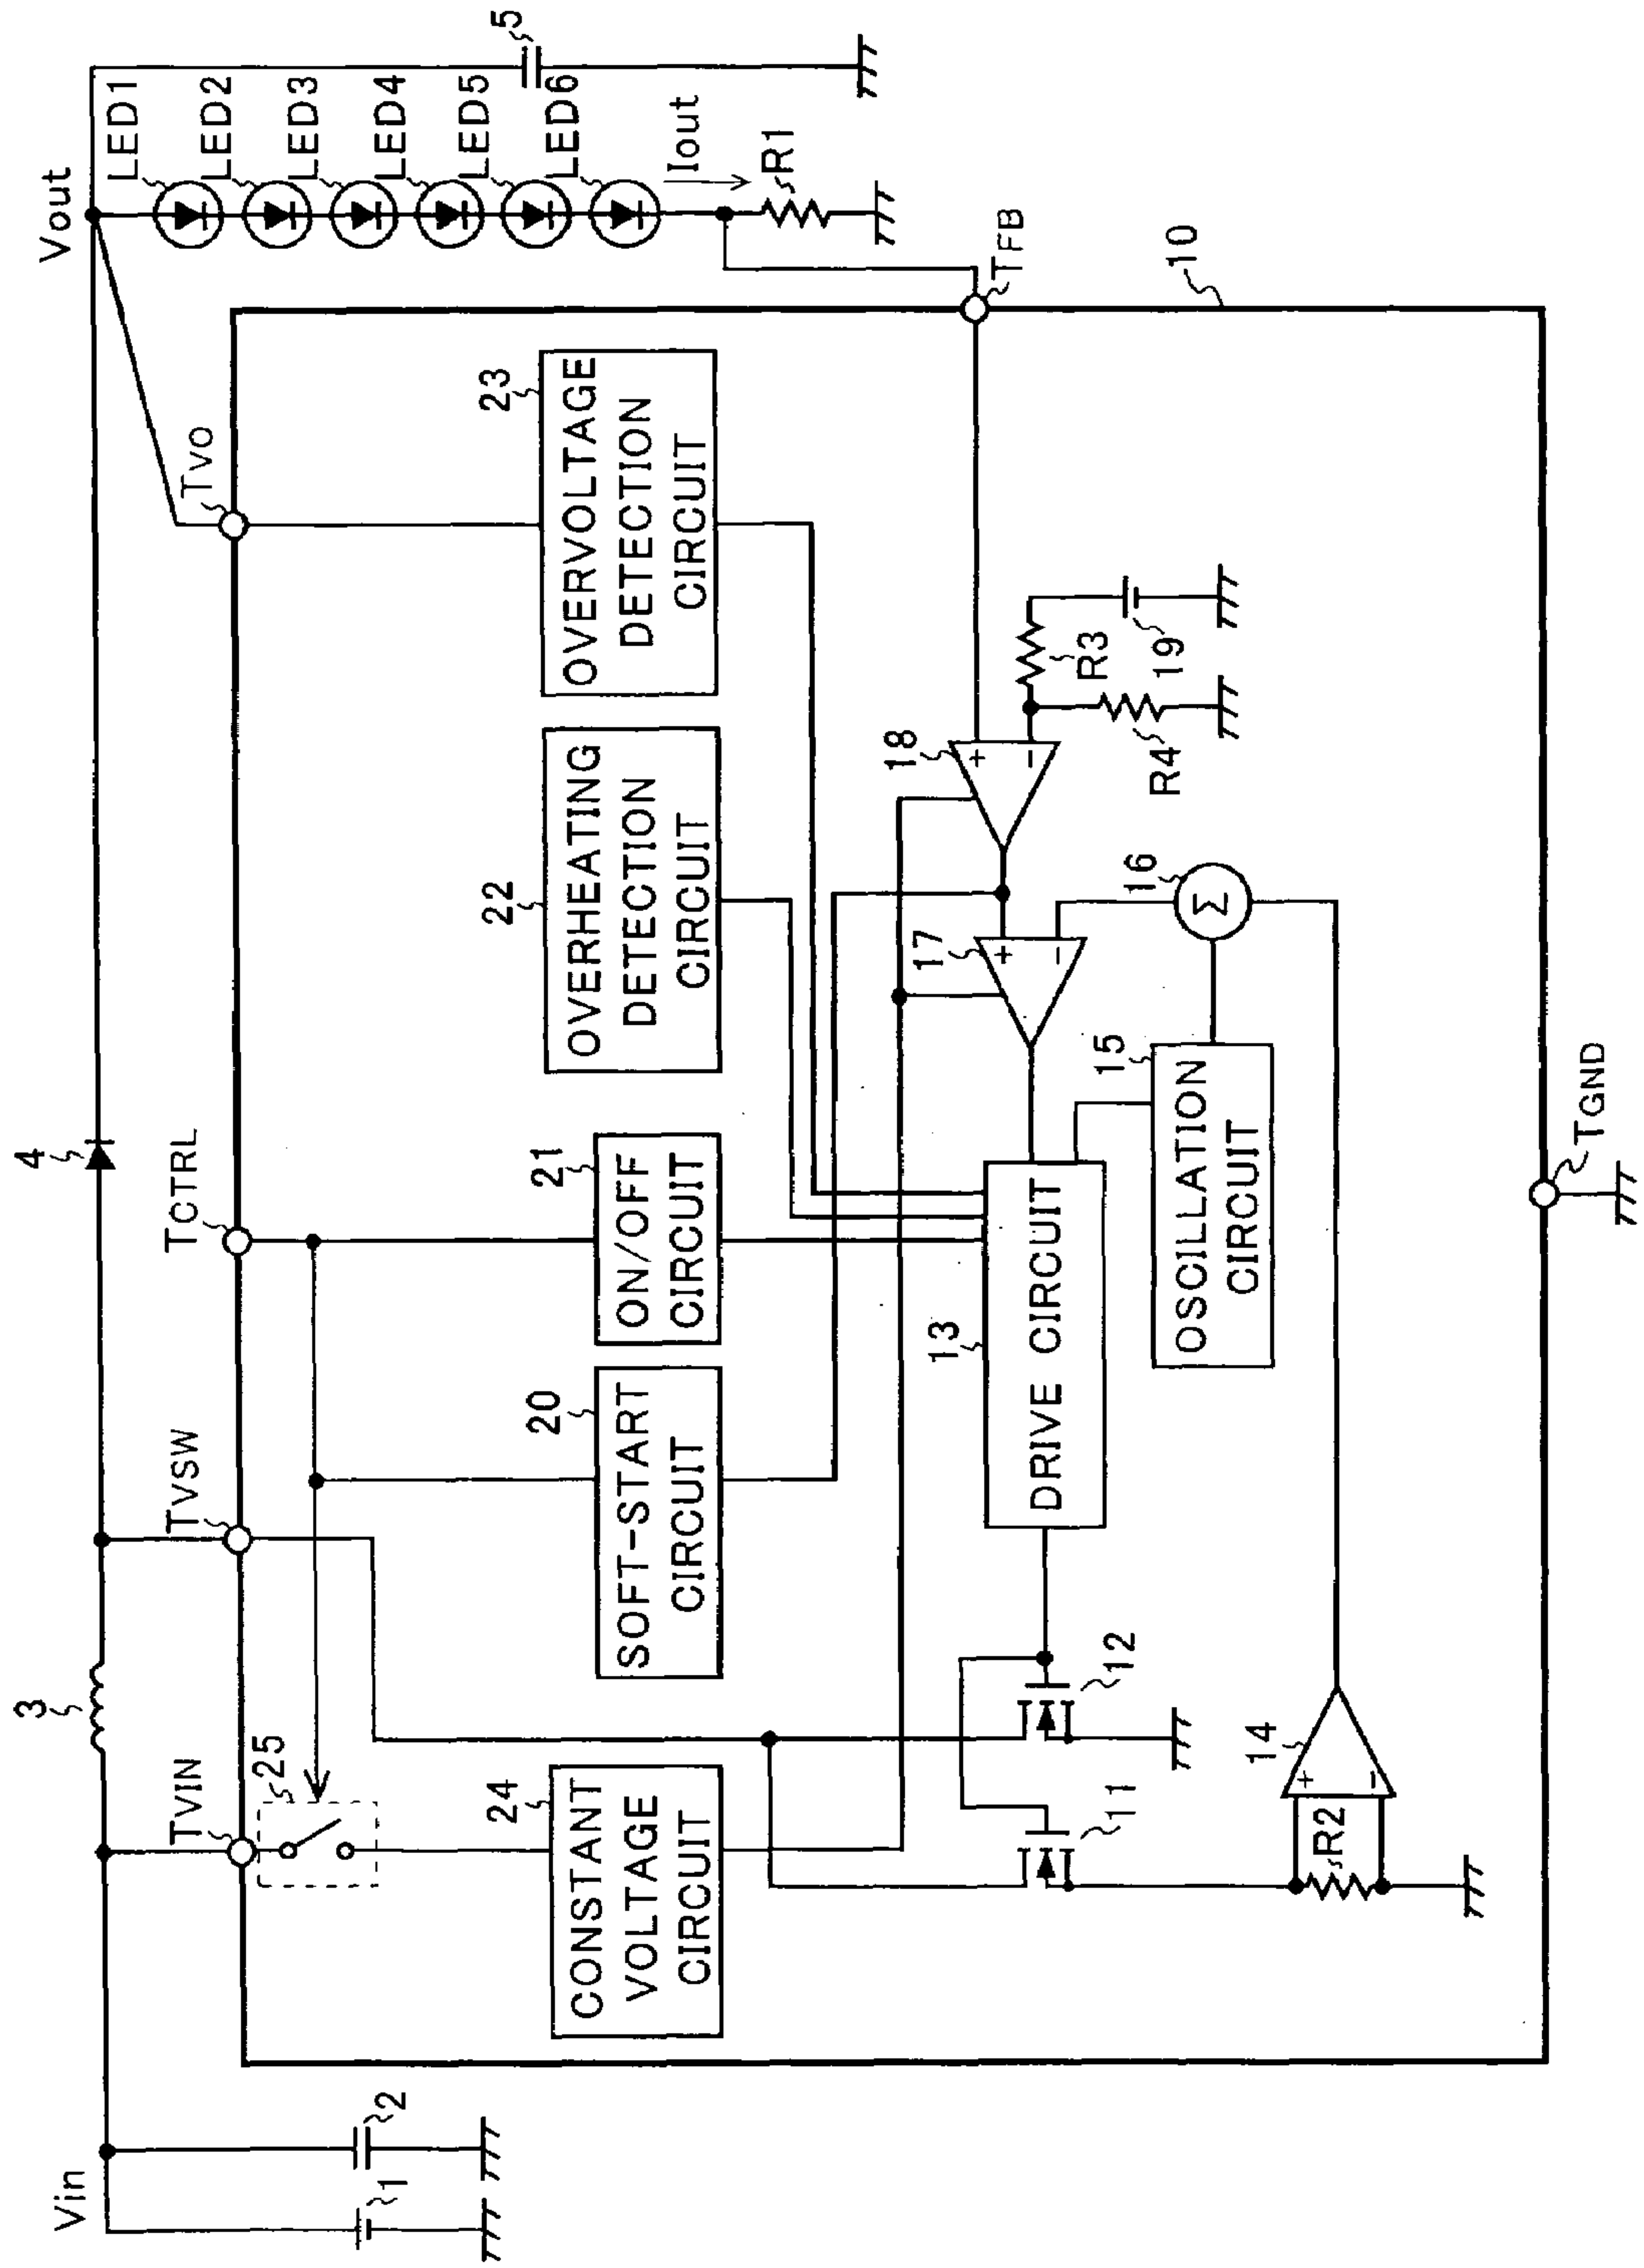 Vin
1
2
3
4
Vout
LED1
LED2
LED3
LED4
LED5
LED6
5
Iout
R1
TVIN
TVSW
TCTRL
TVO
TFB
10
25
24
CONSTANT
VOLTAGE
CIRCUIT
20
SOFT-START
CIRCUIT
21
ON/OFF
CIRCUIT
22
OVERHEATING
DETECTION
CIRCUIT
23
OVERVOLTAGE
DETECTION
CIRCUIT
11
12
13
DRIVE CIRCUIT
17
+
-
18
+
-
R3
R4
19
15
OSCILLATION
CIRCUIT
16
Σ
14
+
-
R2
TGND